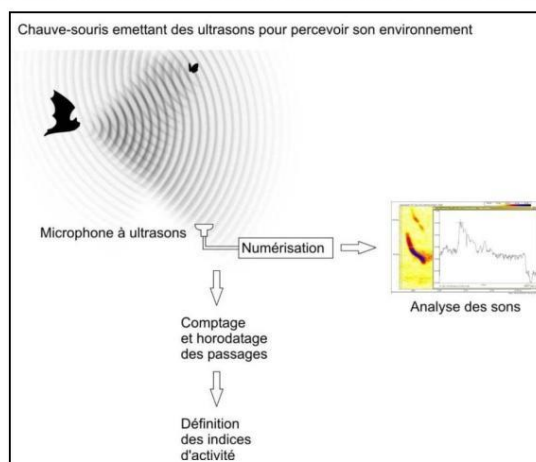 Chauve-souris emettant des ultrasons pour percevoir son environnement
Microphone à ultrasons
Numérisation
Analyse des sons
Comptage
et horodatage
des passages
Définition
des indices
d'activité